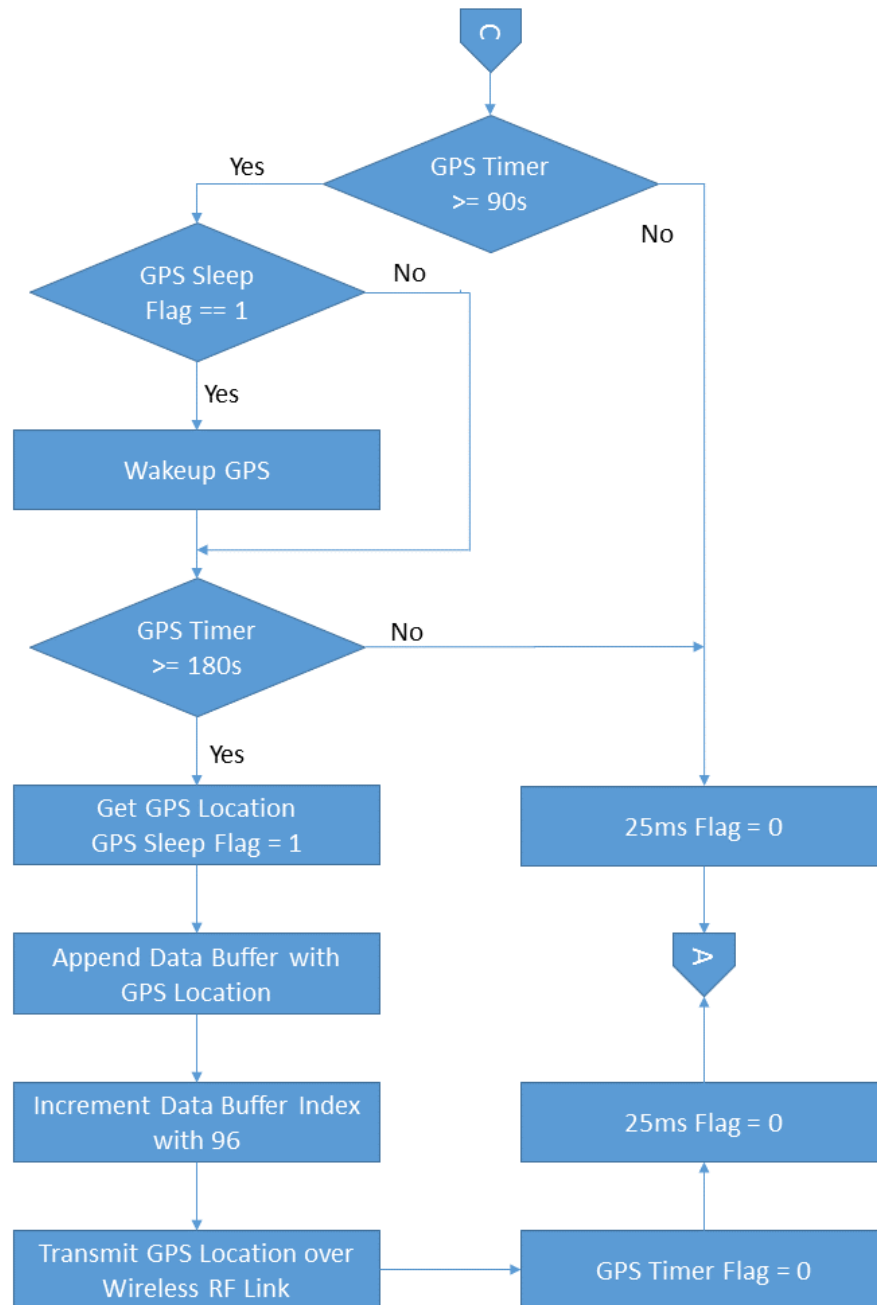 C
GPS Timer
>= 90s
Yes
No
GPS Sleep
Flag == 1
No
Yes
Wakeup GPS
GPS Timer
>= 180s
No
Yes
Get GPS Location
GPS Sleep Flag = 1
25ms Flag = 0
Append Data Buffer with
GPS Location
A
Increment Data Buffer Index
with 96
25ms Flag = 0
Transmit GPS Location over
Wireless RF Link
GPS Timer Flag = 0